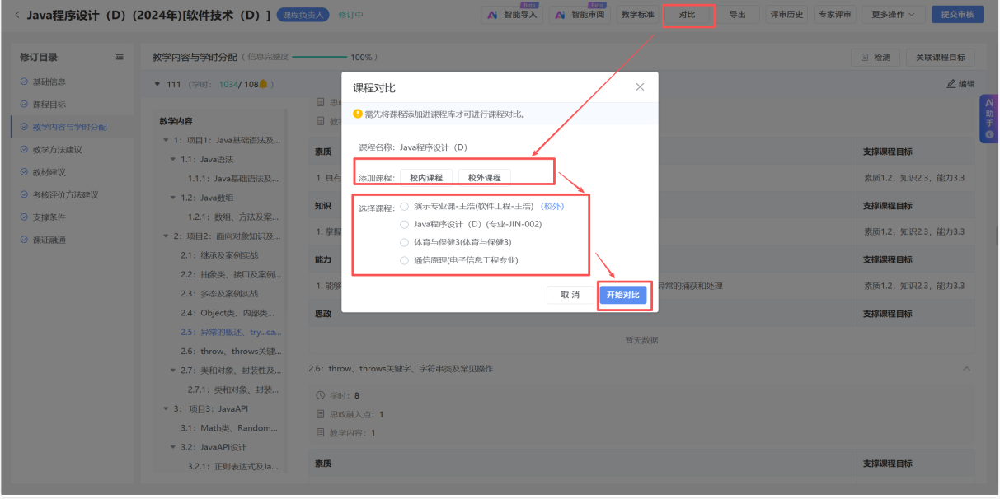 Java程序设计（D）(2024年)[软件技术（D）] 课程负责人 修订中 智能导入 Beta 智能审阅 Beta 教学标准 对比 导出 评审历史 专家评审 更多操作 提交审核
修订目录
基础信息
课程目标
教学内容与学时分配
教学方法建议
教材建议
考核评价方法建议
支撑条件
课证融通
教学内容与学时分配（信息完整度 100%） 检测 关联课程目标
111 （学时： 1034/ 108 ） 编辑
教学内容
1：项目1：Java基础语法及...
1.1：Java语法
1.1.1：Java基础语法及...
1.2：Java数组
1.2.1：数组、方法及案...
2：项目2：面向对象知识及...
2.1：继承及案例实战
2.2：抽象类、接口及案例...
2.3：多态及案例实战
2.4：Object类、内部类...
2.5：异常的概述、try...ca...
2.6：throw、throws关键...
2.7：类和对象、封装性及...
2.7.1：类和对象、封装...
3：项目3：JavaAPI
3.1：Math类、Random...
3.2：JavaAPI设计
3.2.1：正则表达式及Ja...
思政
教学
素质 支撑课程目标
1. 具有 素质1.2，知识2.3，能力3.3
知识 支撑课程目标
1. 掌握 素质1.2，知识2.3，能力3.3
能力 支撑课程目标
1. 能够 异常的捕获和处理 素质1.2，知识2.3，能力3.3
思政 支撑课程目标
暂无数据
2.6：throw、throws关键字、字符串类及常见操作
学时：8
思政融入点：1
教学内容：1
素质 支撑课程目标
课程对比
需先将课程添加进课程库才可进行课程对比。
课程名称：Java程序设计（D）
添加课程： 校内课程 校外课程
选择课程： 演示专业课-王浩(软件工程-王浩) （校外）
Java程序设计（D）(专业-JIN-002)
体育与保健3(体育与保健3)
通信原理(电子信息工程专业)
取消 开始对比
AI助手